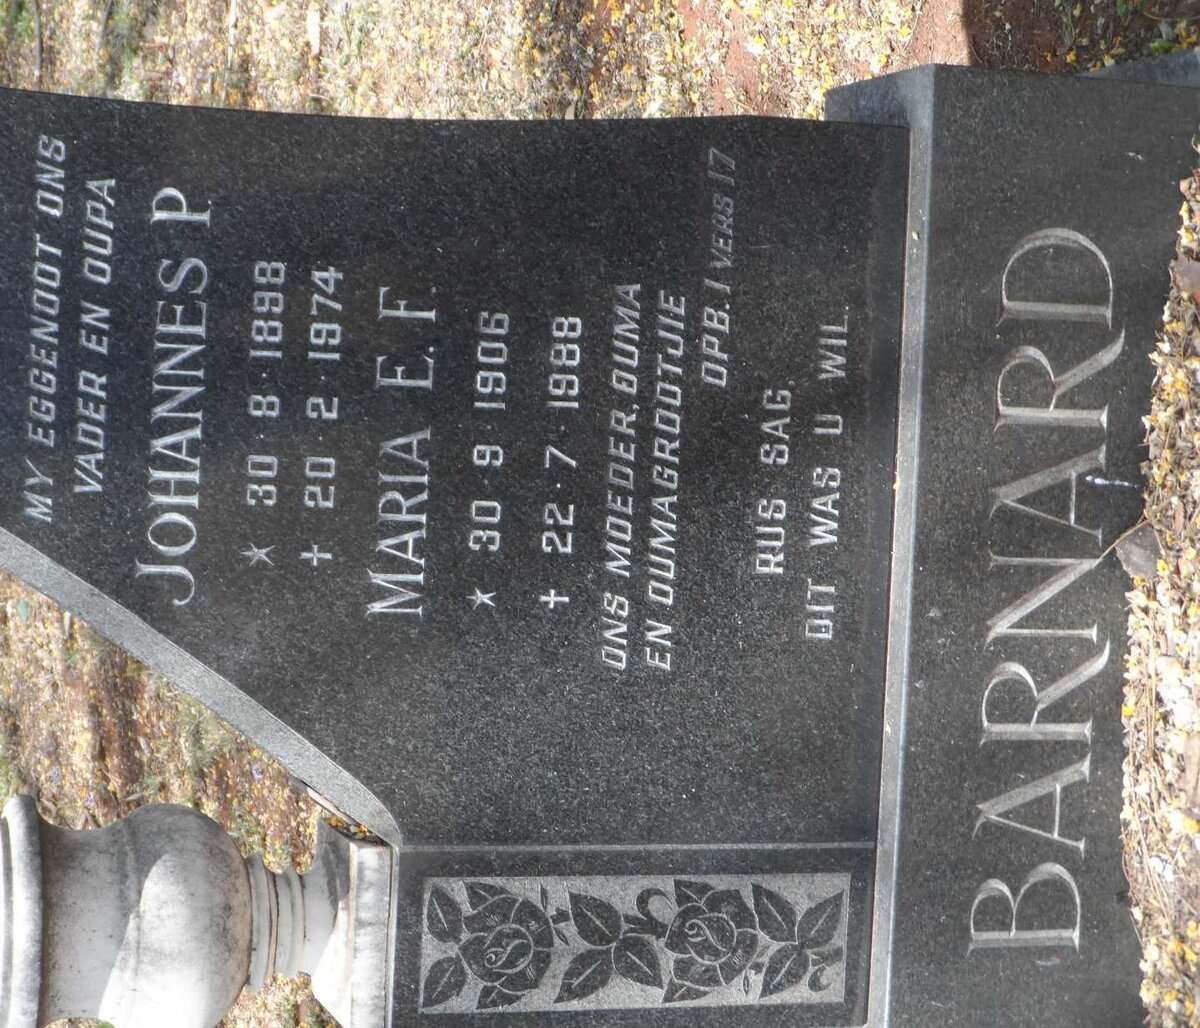 MY EGGENOOT ONS
VADER EN OUPA
JOHANNES P.
30 · 8 · 1898
† 20 · 2 · 1974
MARIA E. F.
30 · 9 · 1906
† 22 · 7 · 1988
ONS MOEDER, OUMA
EN OUMAGROOTJIE
OPB. 1 VERS 17
RUS SAG,
DIT WAS U WIL.
BARNARD